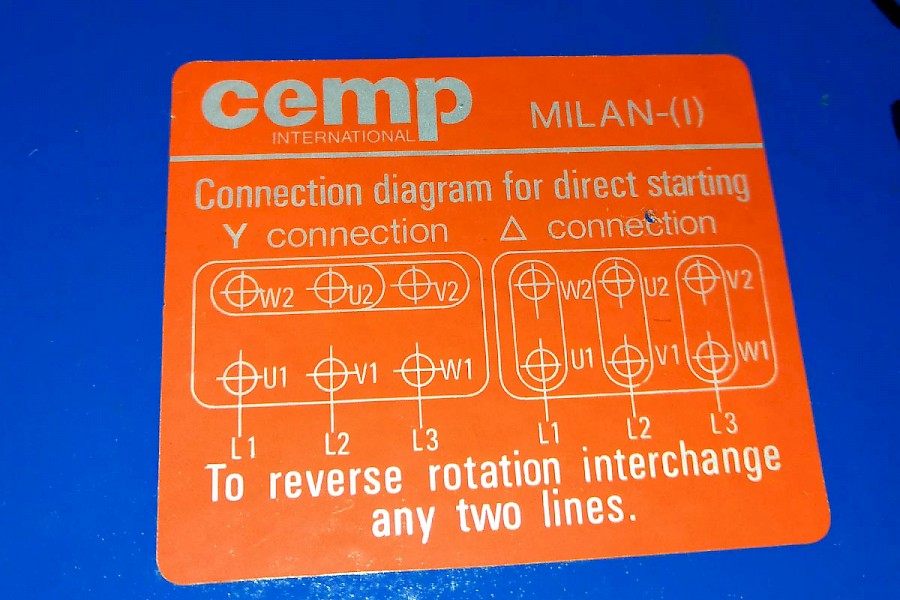 cemp
INTERNATIONAL
MILAN-(I)
Connection diagram for direct starting
Y connection Δ connection
W2 U2 V2 W2 U2 V2
U1 V1 W1 U1 V1 W1
L1 L2 L3 L1 L2 L3
To reverse rotation interchange
any two lines.